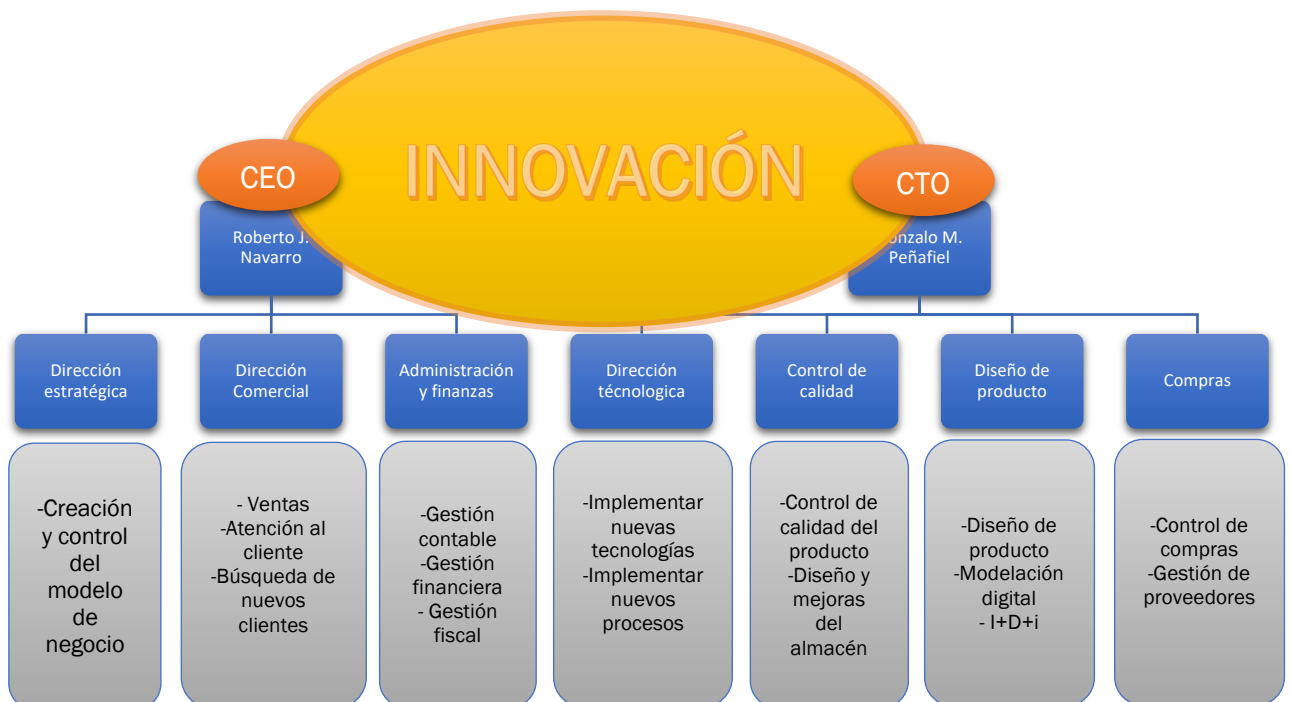 INNOVACIÓN
CEO
CTO
Roberto J.
Navarro
M.
Peñafiel
Dirección
estratégica
Dirección
Comercial
Administración
y finanzas
Dirección
técnologica
Control de
calidad
Diseño de
producto
Compras
-Creación
y control
del
modelo
de
negocio
- Ventas
-Atención al
cliente
-Búsqueda de
nuevos
clientes
-Gestión
contable
-Gestión
financiera
- Gestión
fiscal
-Implementar
nuevas
tecnologías
-Implementar
nuevos
procesos
-Control de
calidad del
producto
-Diseño y
mejoras
del
almacén
-Diseño de
producto
-Modelación
digital
- I+D+i
-Control de
compras
-Gestión de
proveedores